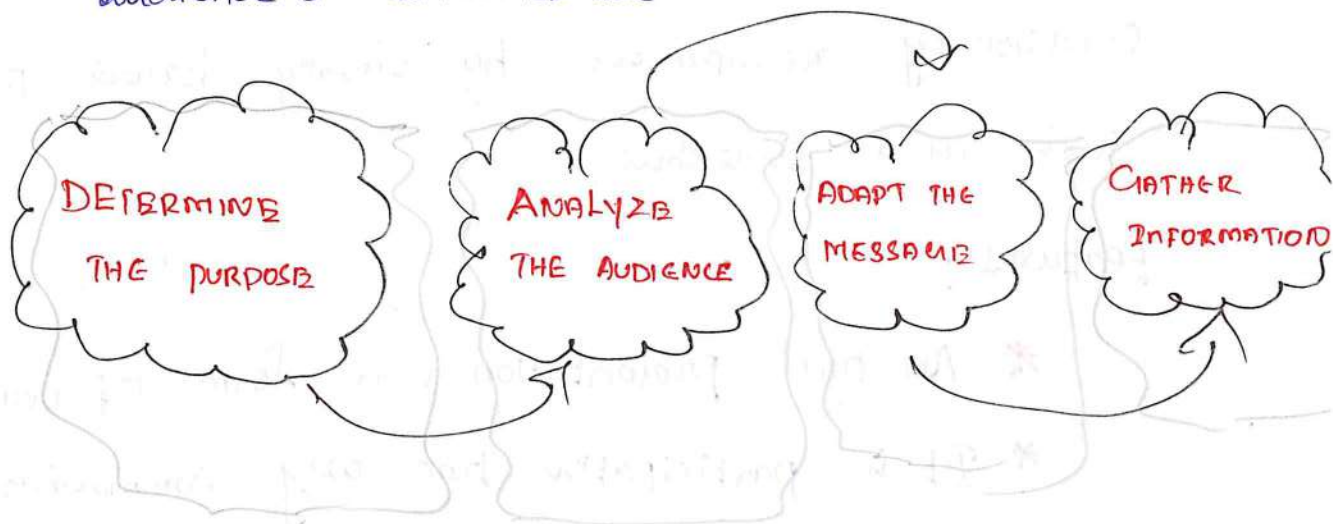 DETERMINE
THE PURPOSE
ANALYZE
THE AUDIENCE
ADAPT THE
MESSAGE
GATHER
INFORMATION